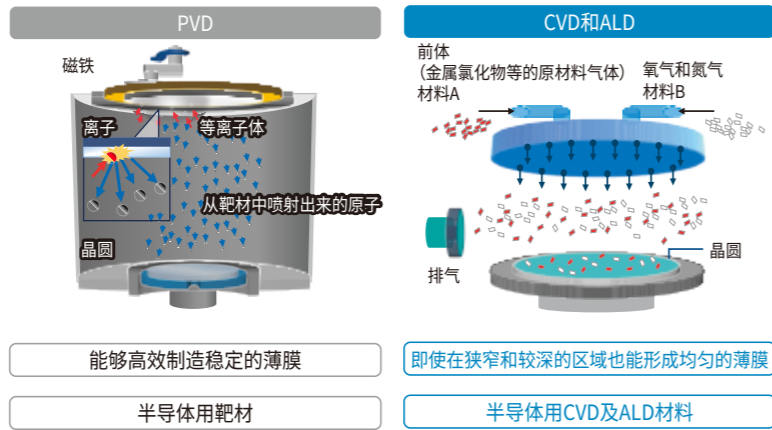 PVD
磁铁
离子
等离子体
从靶材中喷射出来的原子
晶圆
能够高效制造稳定的薄膜
半导体用靶材
CVD和ALD
前体
（金属氯化物等的原材料气体）
材料A
氧气和氮气
材料B
排气
晶圆
即使在狭窄和较深的区域也能形成均匀的薄膜
半导体用CVD及ALD材料